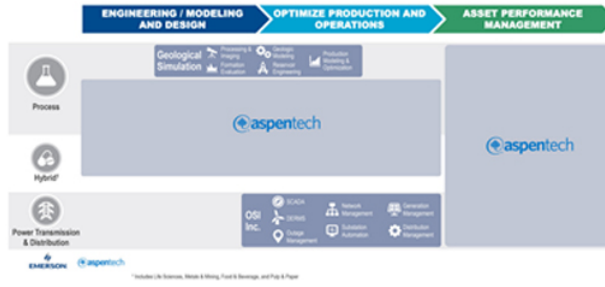 ENGINEERING / MODELING
AND DESIGN
OPTIMIZE PRODUCTION AND
OPERATIONS
ASSET PERFORMANCE
MANAGEMENT
Geological
Simulation
Processing &
Imaging
Formation
Evaluation
Geologic
Modeling
Reservoir
Engineering
Production
Modeling &
Optimization
Process
aspentech
aspentech
Hybrid¹
Power Transmission
& Distribution
OSI
Inc.
SCADA
DERMS
Outage
Management
Network
Management
Substation
Automation
Generation
Management
Distribution
Management
EMERSON
aspentech
¹ Includes Life Sciences, Metals & Mining, Food & Beverage, and Pulp & Paper